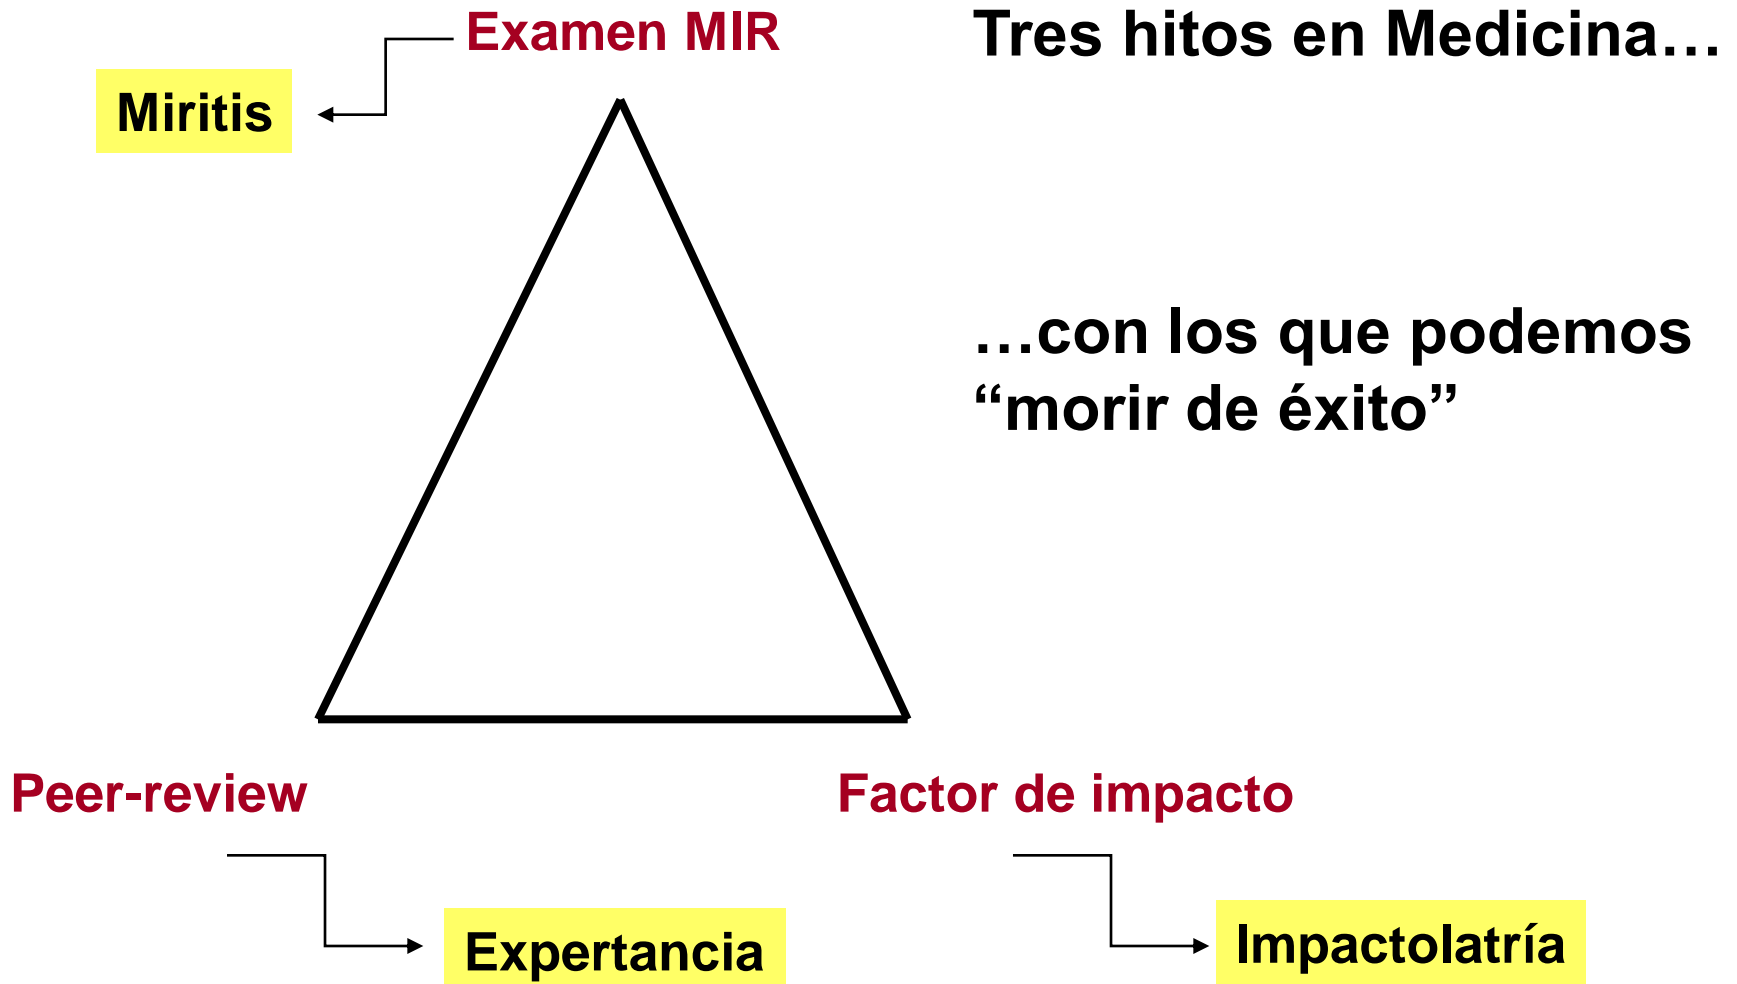 Examen MIR
Tres hitos en Medicina…
Miritis
…con los que podemos
“morir de éxito”
Peer-review
Factor de impacto
Expertancia
Impactolatría